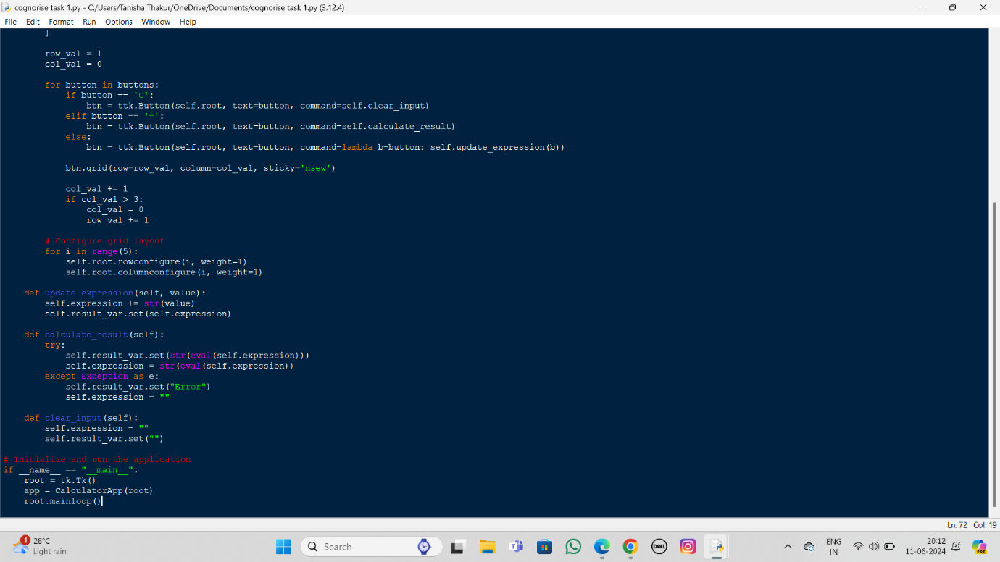 cognorise task 1.py - C:/Users/Tanisha Thakur/OneDrive/Documents/cognorise task 1.py (3.12.4)
File Edit Format Run Options Window Help
        ]

        row_val = 1
        col_val = 0

        for button in buttons:
            if button == 'C':
                btn = ttk.Button(self.root, text=button, command=self.clear_input)
            elif button == '=':
                btn = ttk.Button(self.root, text=button, command=self.calculate_result)
            else:
                btn = ttk.Button(self.root, text=button, command=lambda b=button: self.update_expression(b))

            btn.grid(row=row_val, column=col_val, sticky='nsew')

            col_val += 1
            if col_val > 3:
                col_val = 0
                row_val += 1

        # Configure grid layout
        for i in range(5):
            self.root.rowconfigure(i, weight=1)
            self.root.columnconfigure(i, weight=1)

    def update_expression(self, value):
        self.expression += str(value)
        self.result_var.set(self.expression)

    def calculate_result(self):
        try:
            self.result_var.set(str(eval(self.expression)))
            self.expression = str(eval(self.expression))
        except Exception as e:
            self.result_var.set("Error")
            self.expression = ""

    def clear_input(self):
        self.expression = ""
        self.result_var.set("")

# Initialize and run the application
if __name__ == "__main__":
    root = tk.Tk()
    app = CalculatorApp(root)
    root.mainloop()
Ln: 72 Col: 19
1
28°C
Light rain
Search
DELL
ENG
IN
20:12
11-06-2024
PRE